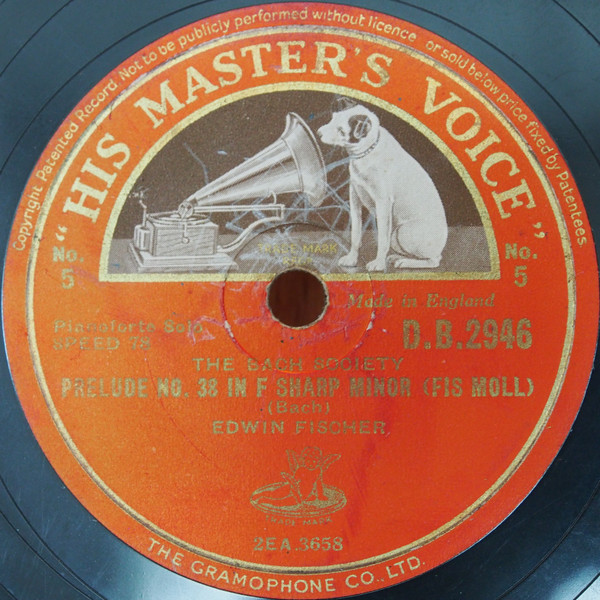 Copyright. Patented Record. Not to be publicly performed without licence or sold below price fixed by Patentees.
"HIS MASTER'S VOICE"
TRADE MARK
No. 5
No. 5
Made in England
Pianoforte Solo
SPEED 78
D.B.2946
THE BACH SOCIETY
PRELUDE NO. 38 IN F SHARP MINOR (FIS MOLL)
(Bach)
EDWIN FISCHER
TRADE MARK
2EA.3658
THE GRAMOPHONE CO., LTD.